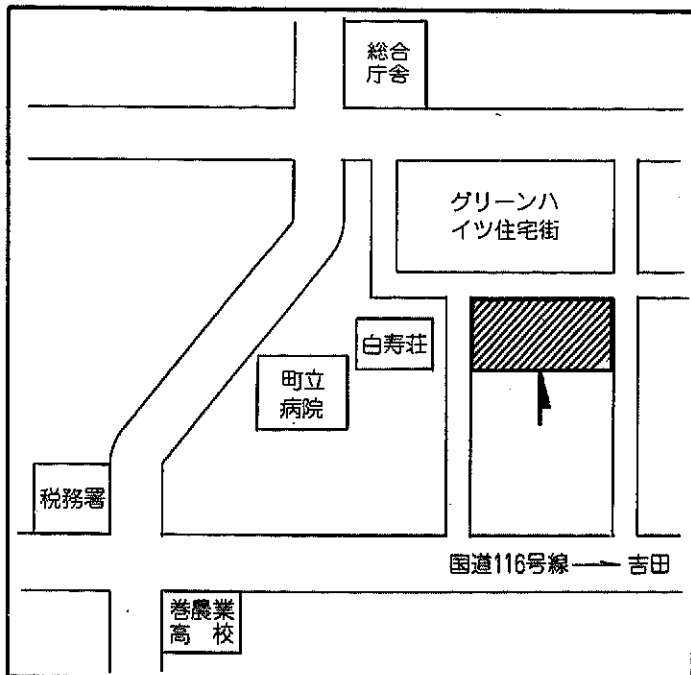 総合
庁舎
グリーンハ
イツ住宅街
白寿荘
町立
病院
税務署
国道116号線→吉田
巻農業
高校